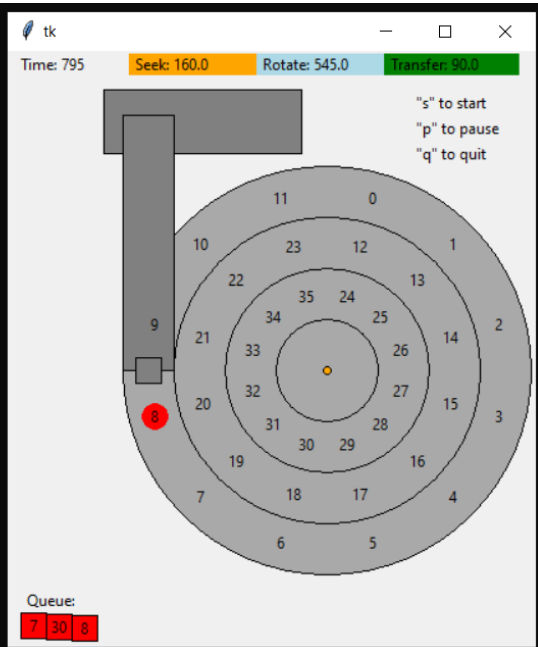 tk
Time: 795 Seek: 160.0 Rotate: 545.0 Transfer: 90.0
"s" to start
"p" to pause
"q" to quit
11 0
10 1
23 12
22 13
35 24
34 25
9 2
21 14
33 26
32 27
20 15
8 3
31 28
30 29
19 16
18 17
7 4
6 5
Queue:
7 30 8